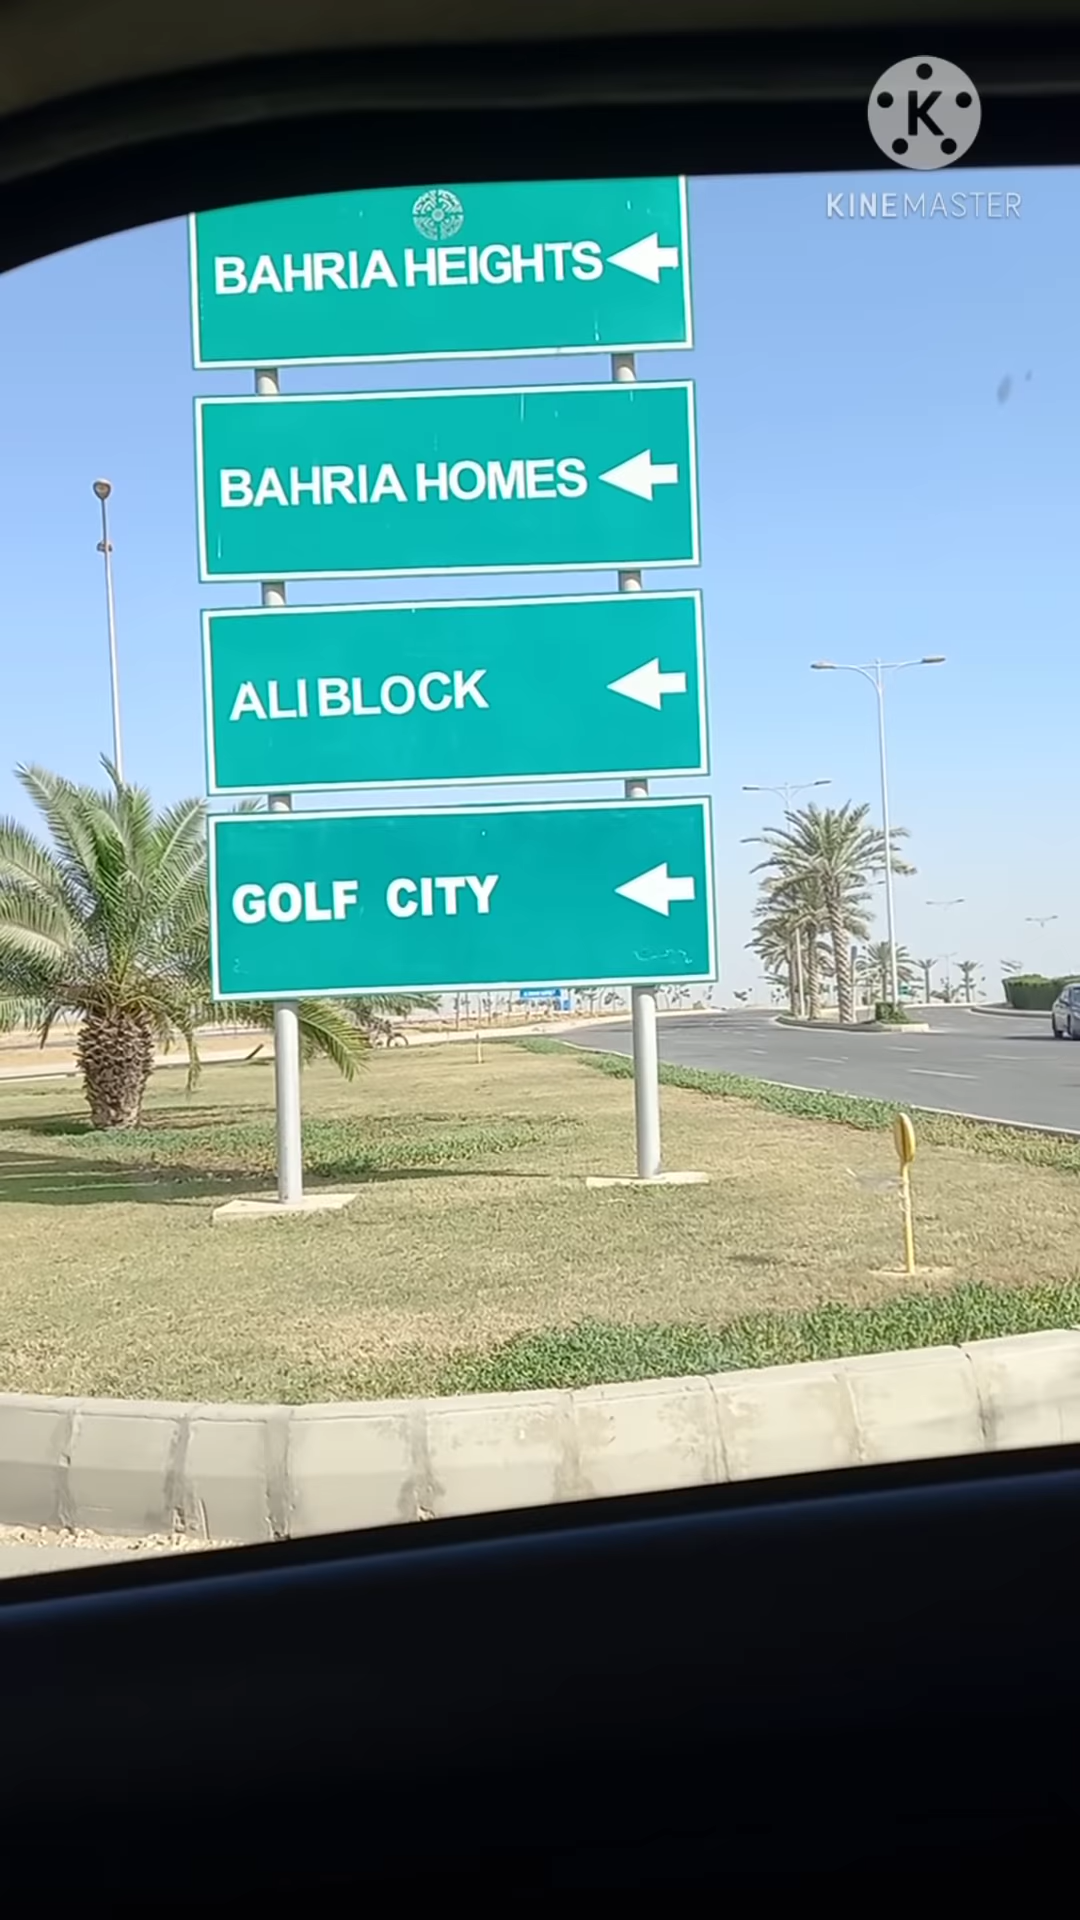 K
KINEMASTER
BAHRIA HEIGHTS
BAHRIA HOMES
ALI BLOCK
GOLF CITY